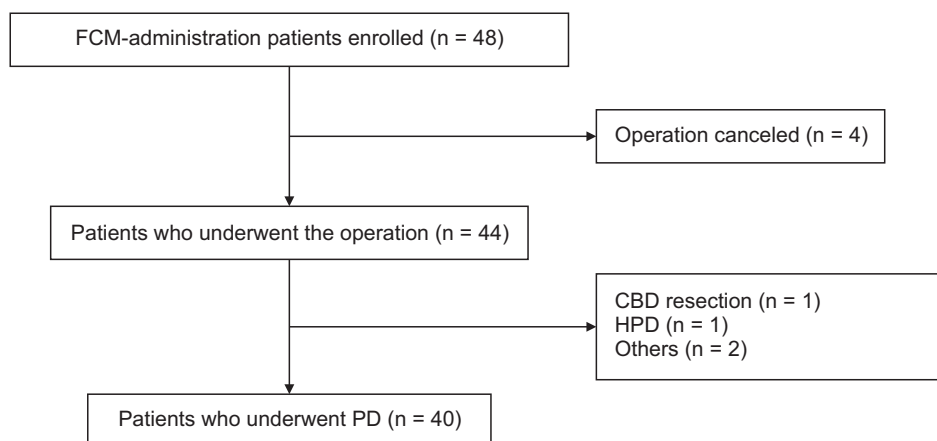 FCM-administration patients enrolled (n = 48)
Operation canceled (n = 4)
Patients who underwent the operation (n = 44)
CBD resection (n = 1)
HPD (n = 1)
Others (n = 2)
Patients who underwent PD (n = 40)